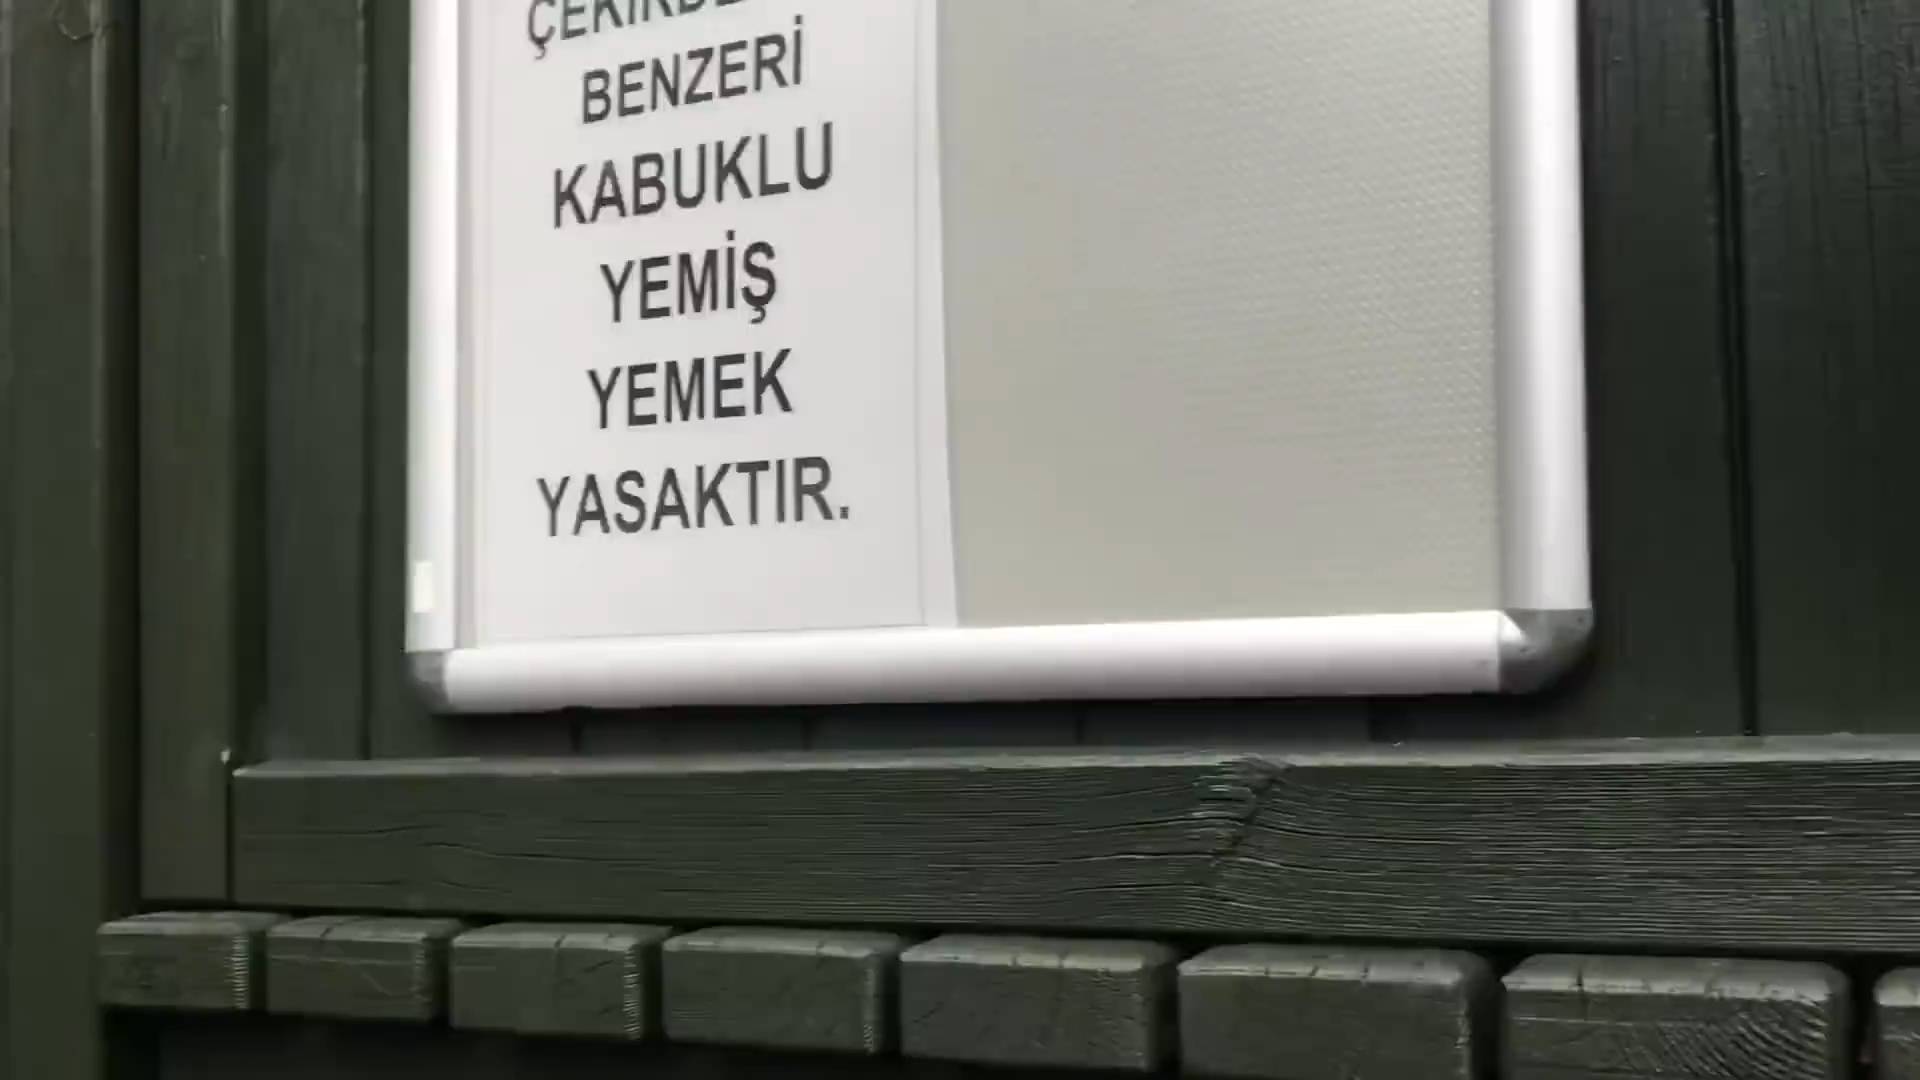 BENZERİ
KABUKLU
YEMİŞ
YEMEK
YASAKTIR.